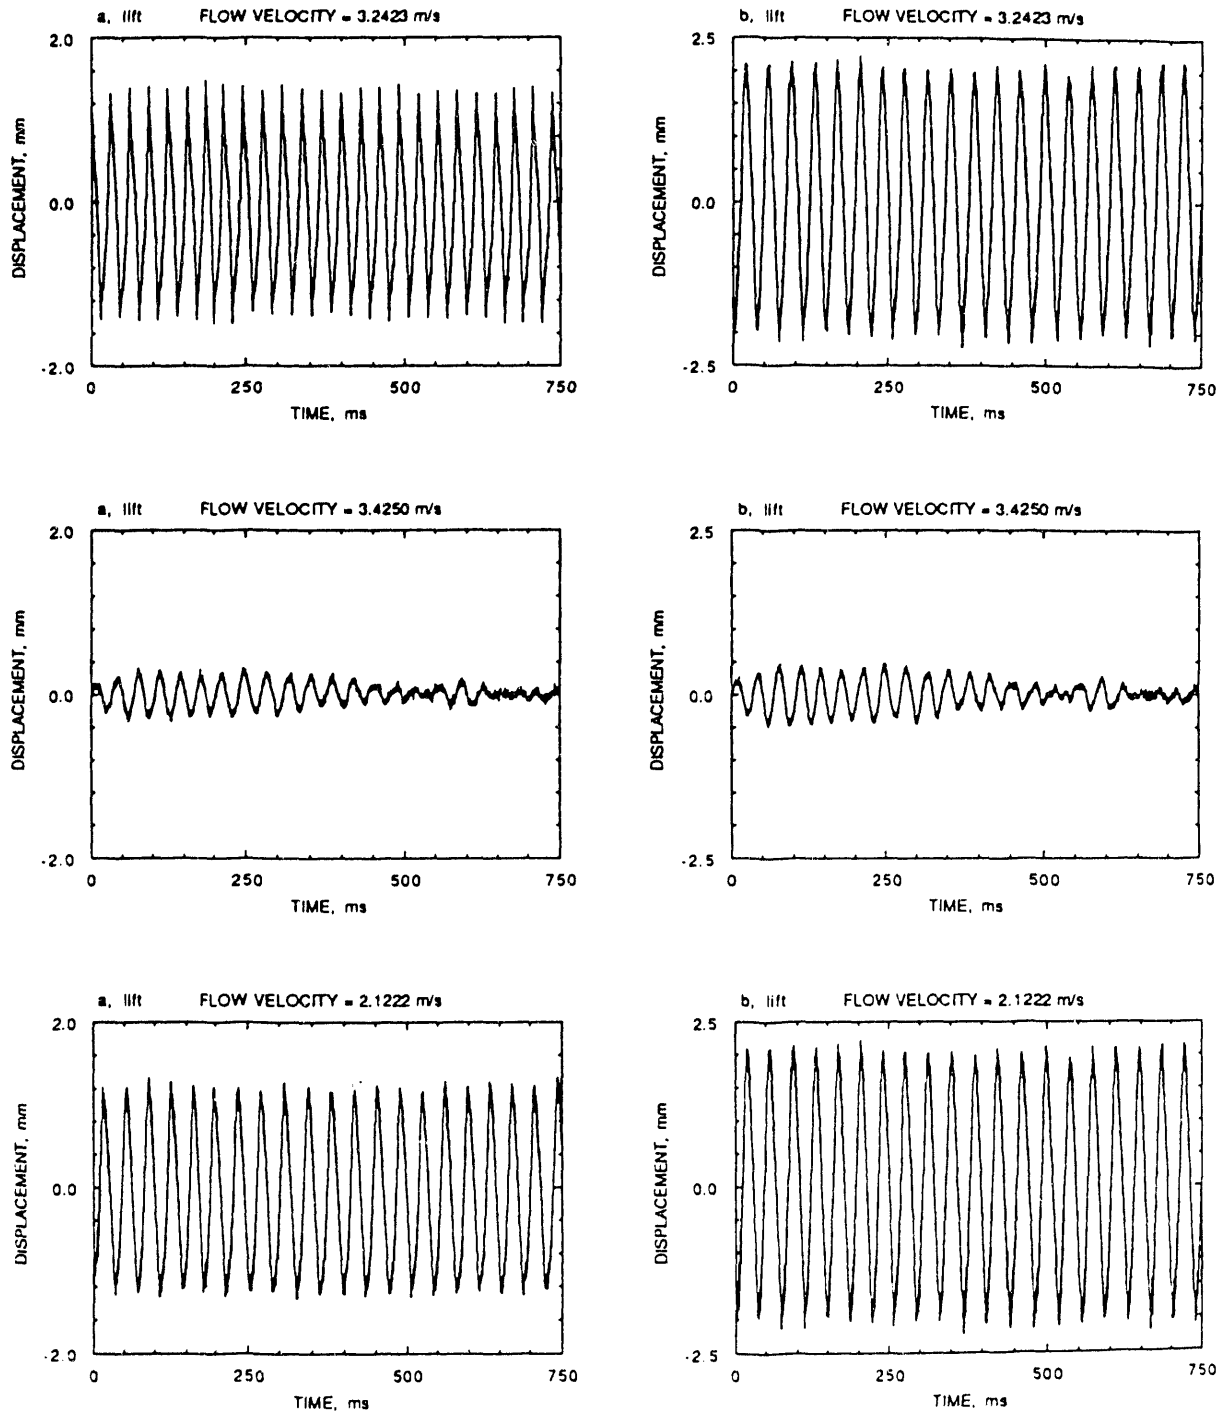 a, lift FLOW VELOCITY = 3.2423 m/s
2.0
0.0
-2.0
DISPLACEMENT, mm
0 250 500 750
TIME, ms
b, lift FLOW VELOCITY = 3.2423 m/s
2.5
0.0
-2.5
DISPLACEMENT, mm
0 250 500 750
TIME, ms
a, lift FLOW VELOCITY = 3.4250 m/s
2.0
0.0
-2.0
DISPLACEMENT, mm
0 250 500 750
TIME, ms
b, lift FLOW VELOCITY = 3.4250 m/s
2.5
0.0
-2.5
DISPLACEMENT, mm
0 250 500 750
TIME, ms
a, lift FLOW VELOCITY = 2.1222 m/s
2.0
0.0
-2.0
DISPLACEMENT, mm
0 250 500 750
TIME, ms
b, lift FLOW VELOCITY = 2.1222 m/s
2.5
0.0
-2.5
DISPLACEMENT, mm
0 250 500 750
TIME, ms